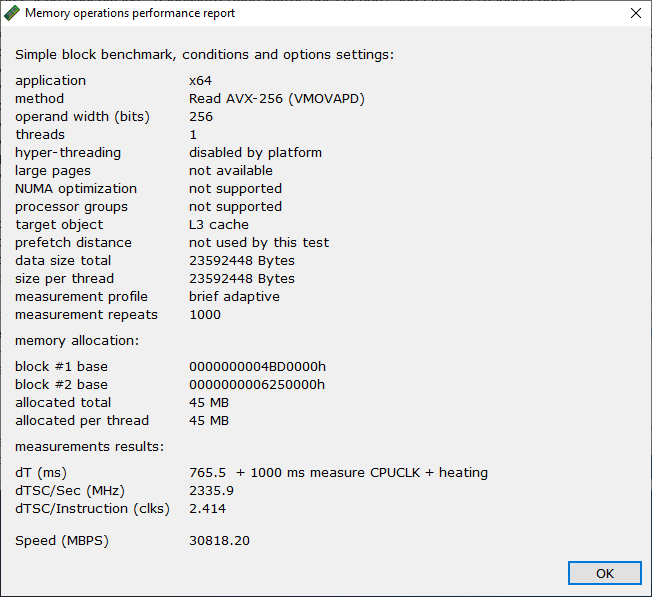 Memory operations performance report
Simple block benchmark, conditions and options settings:
application x64
method Read AVX-256 (VMOVAPD)
operand width (bits) 256
threads 1
hyper-threading disabled by platform
large pages not available
NUMA optimization not supported
processor groups not supported
target object L3 cache
prefetch distance not used by this test
data size total 23592448 Bytes
size per thread 23592448 Bytes
measurement profile brief adaptive
measurement repeats 1000
memory allocation:
block #1 base 0000000004BD0000h
block #2 base 0000000006250000h
allocated total 45 MB
allocated per thread 45 MB
measurements results:
dT (ms) 765.5 + 1000 ms measure CPUCLK + heating
dTSC/Sec (MHz) 2335.9
dTSC/Instruction (clks) 2.414
Speed (MBPS) 30818.20
OK